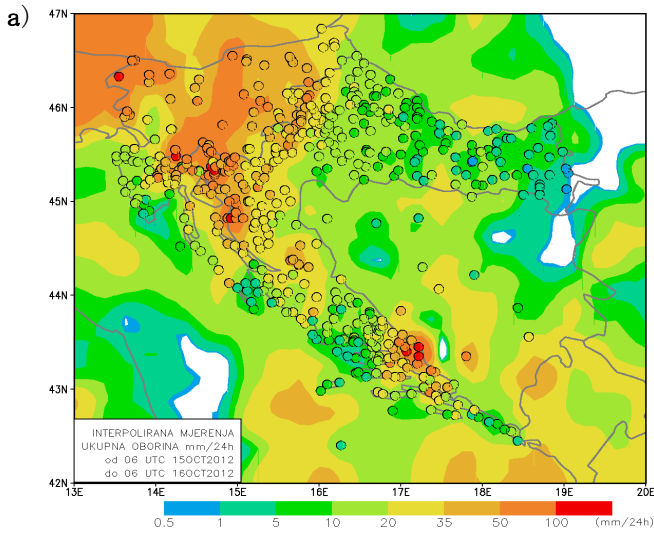 a)
47N
46N
45N
44N
43N
42N
INTERPOLIRANA MJERENJA
UKUPNA OBORINA mm/24h
od 06 UTC 15OCT2012
do 06 UTC 16OCT2012
13E 14E 15E 16E 17E 18E 19E 20E
0.5 1 5 10 20 35 50 100 (mm/24h)